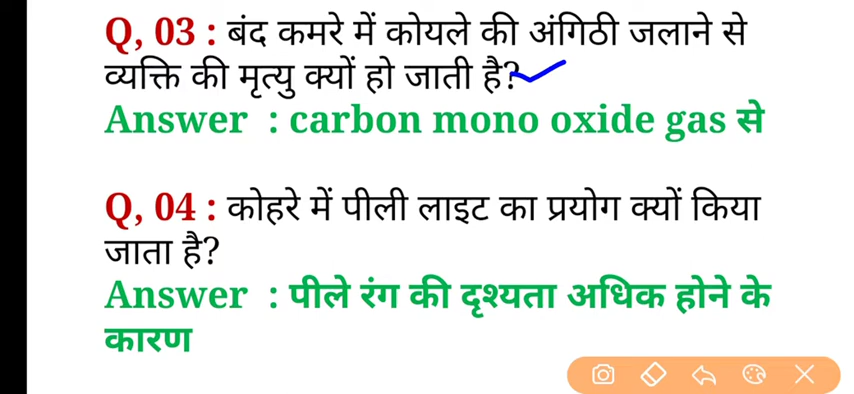 Q, 03 : बंद कमरे में कोयले की अंगिठी जलाने से
व्यक्ति की मृत्यु क्यों हो जाती है?
Answer : carbon mono oxide gas से
Q, 04 : कोहरे में पीली लाइट का प्रयोग क्यों किया
जाता है?
Answer : पीले रंग की दृश्यता अधिक होने के
कारण